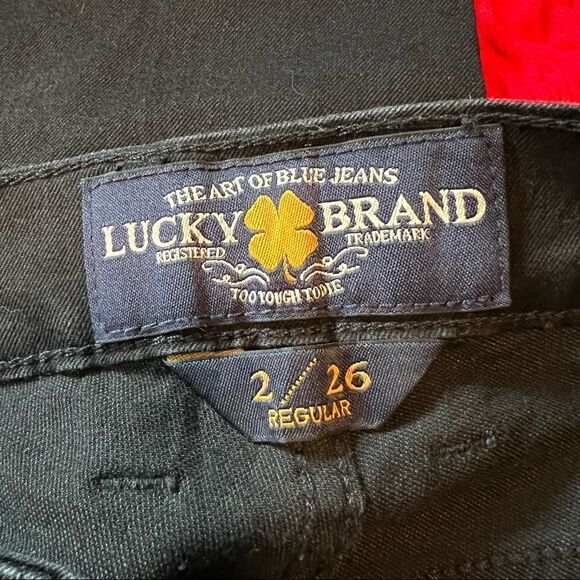 THE ART OF BLUE JEANS
LUCKY BRAND
REGISTERED TRADEMARK
TOO TOUGH TO DIE
2 / 26
REGULAR